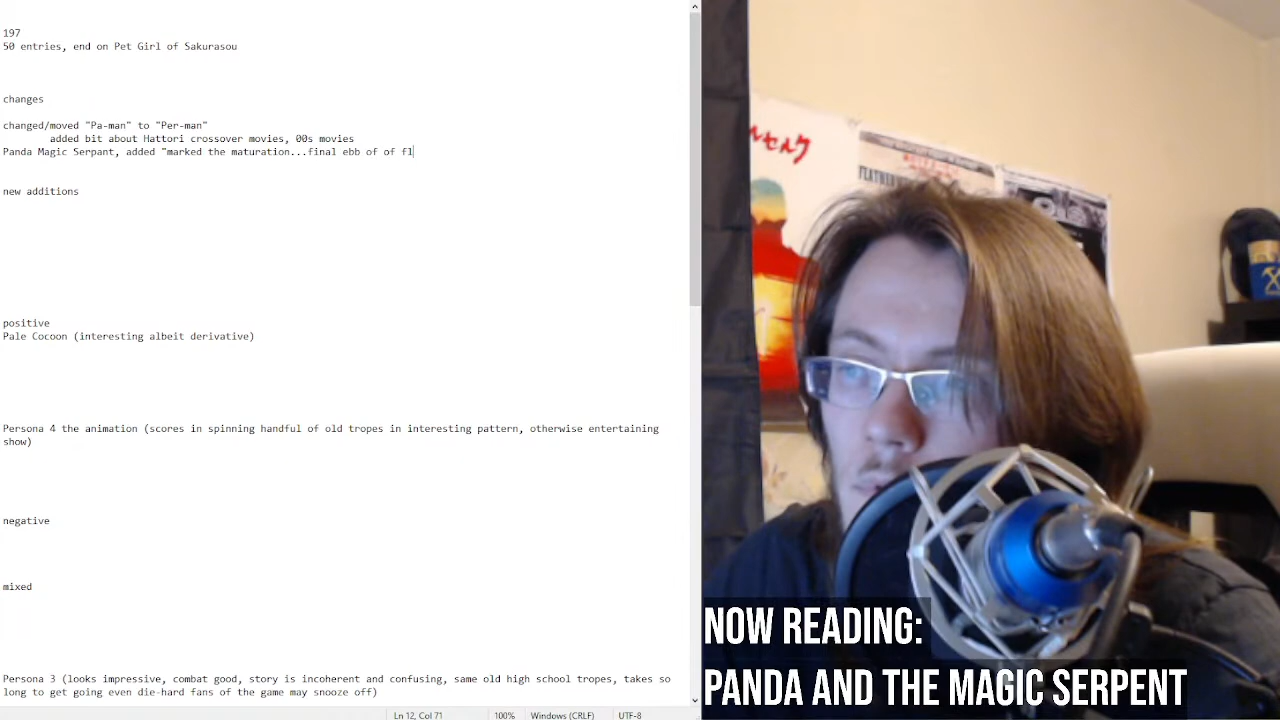 197
50 entries, end on Pet Girl of Sakurasou
changes
changed/moved "Pa-man" to "Per-man"
added bit about Hattori crossover movies, 00s movies
Panda Magic Serpant, added "marked the maturation...final ebb of of fl
new additions
positive
Pale Cocoon (interesting albeit derivative)
Persona 4 the animation (scores in spinning handful of old tropes in interesting pattern, otherwise entertaining
show)
negative
mixed
Persona 3 (looks impressive, combat good, story is incoherent and confusing, same old high school tropes, takes so
long to get going even die-hard fans of the game may snooze off)
Ln 12, Col 71
100%
Windows (CRLF)
UTF-8
ルセルク
NOW READING:
PANDA AND THE MAGIC SERPENT